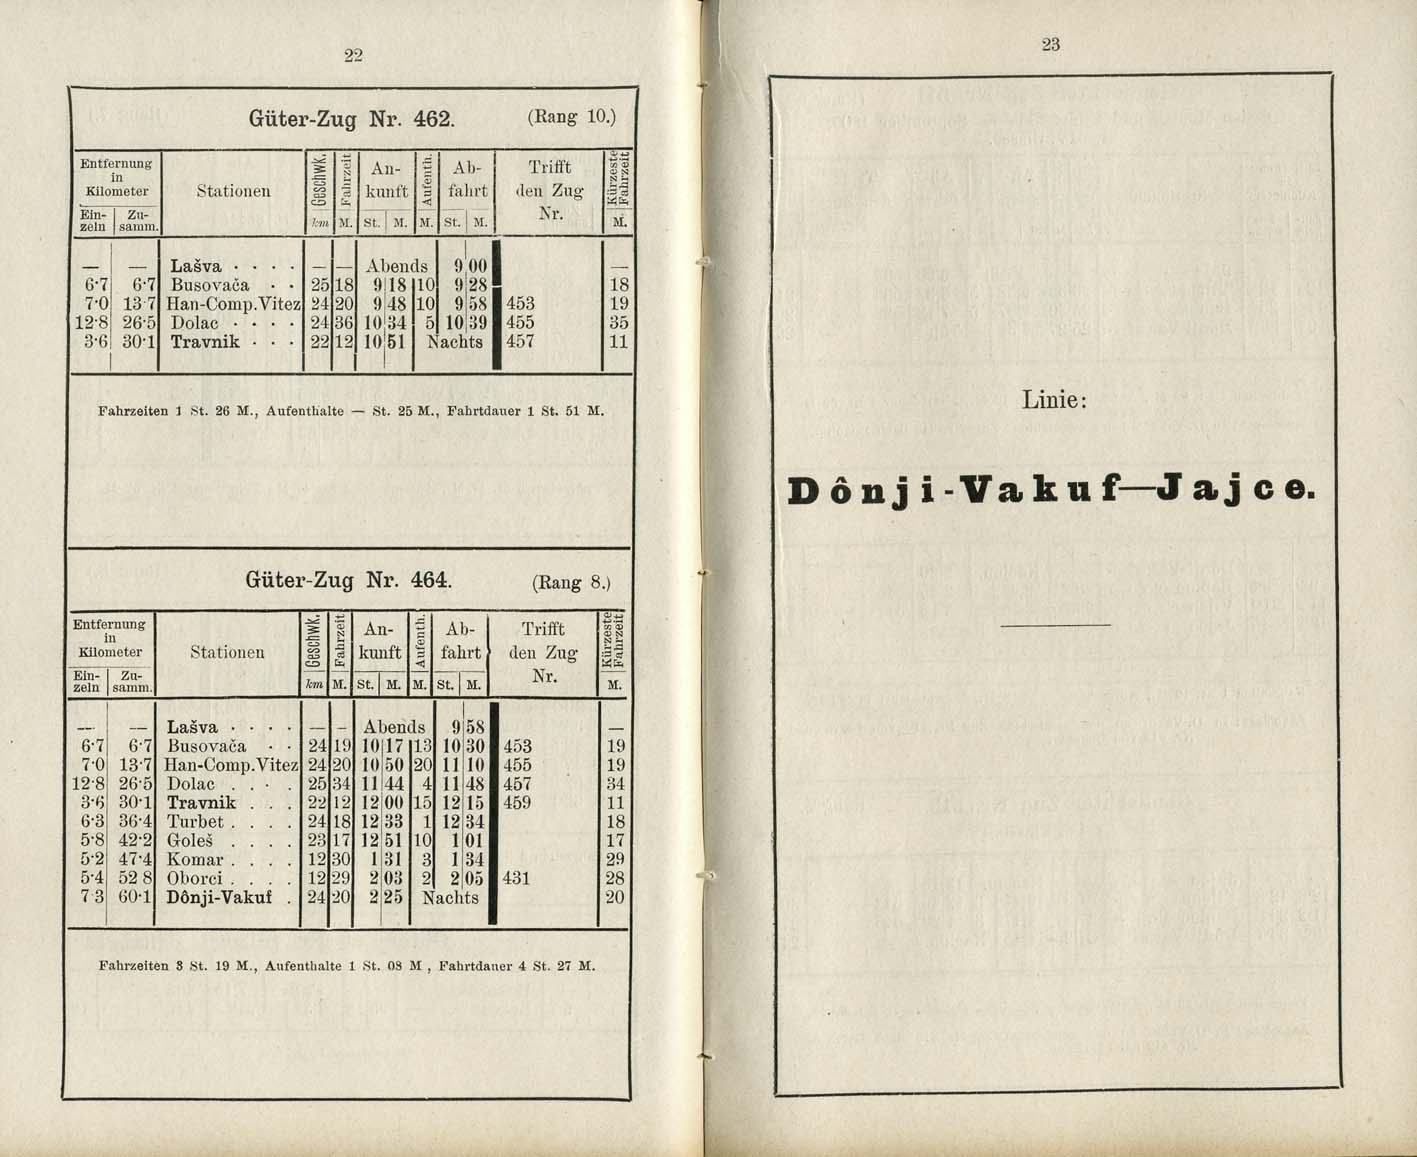 22
Güter-Zug Nr. 462. (Rang 10.)
Entfernung in Kilometer | Stationen | Geschwk. | Fahrzeit | An-kunft | Aufenth. | Ab-fahrt | Trifft den Zug Nr. | Kürzeste Fahrzeit
Ein-zeln | Zu-samm. | km | M. | St. | M. | M. | St. | M. | M.
— — Lašva · · · · — — Abends 9 00 —
6·7 6·7 Busovača · · 25 18 9 18 10 9 28 – 18
7·0 13 7 Han-Comp.Vitez 24 20 9 48 10 9 58 453 19
12·8 26·5 Dolac · · · · 24 36 10 34 5 10 39 455 35
3·6 30·1 Travnik · · · 22 12 10 51 Nachts 457 11
Fahrzeiten 1 St. 26 M., Aufenthalte — St. 25 M., Fahrtdauer 1 St. 51 M.
Güter-Zug Nr. 464. (Rang 8.)
Entfernung in Kilometer | Stationen | Geschwk. | Fahrzeit | An-kunft | Aufenth. | Ab-fahrt | Trifft den Zug Nr. | Kürzeste Fahrzeit
Ein-zeln | Zu-samm. | km | M. | St. | M. | M. | St. | M. | M.
— — Lašva · · · · — – Abends 9 58 —
6·7 6·7 Busovača · · 24 19 10 17 13 10 30 453 19
7·0 13·7 Han-Comp.Vitez 24 20 10 50 20 11 10 455 19
12·8 26·5 Dolac . . · . 25 34 11 44 4 11 48 457 34
3·6 30·1 Travnik . . . 22 12 12 00 15 12 15 459 11
6·3 36·4 Turbet . . . . 24 18 12 33 1 12 34 18
5·8 42·2 Goleš . . . . 23 17 12 51 10 1 01 17
5·2 47·4 Komar . . . . 12 30 1 31 3 1 34 29
5·4 52 8 Oborci . . . . 12 29 2 03 2 2 05 431 28
7 3 60·1 Dônji-Vakuf . 24 20 2 25 Nachts 20
Fahrzeiten 3 St. 19 M., Aufenthalte 1 St. 08 M , Fahrtdauer 4 St. 27 M.
23
Linie:
Dônji-Vakuf—Jajce.